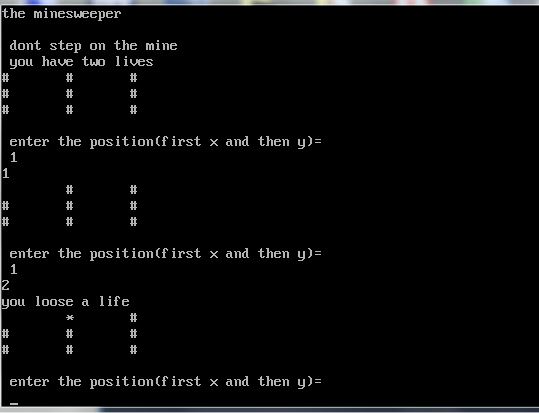 the minesweeper
dont step on the mine
you have two lives
# # #
# # #
# # #
enter the position(first x and then y)=
1
1
# #
# # #
# # #
enter the position(first x and then y)=
1
2
you loose a life
* #
# # #
# # #
enter the position(first x and then y)=
_